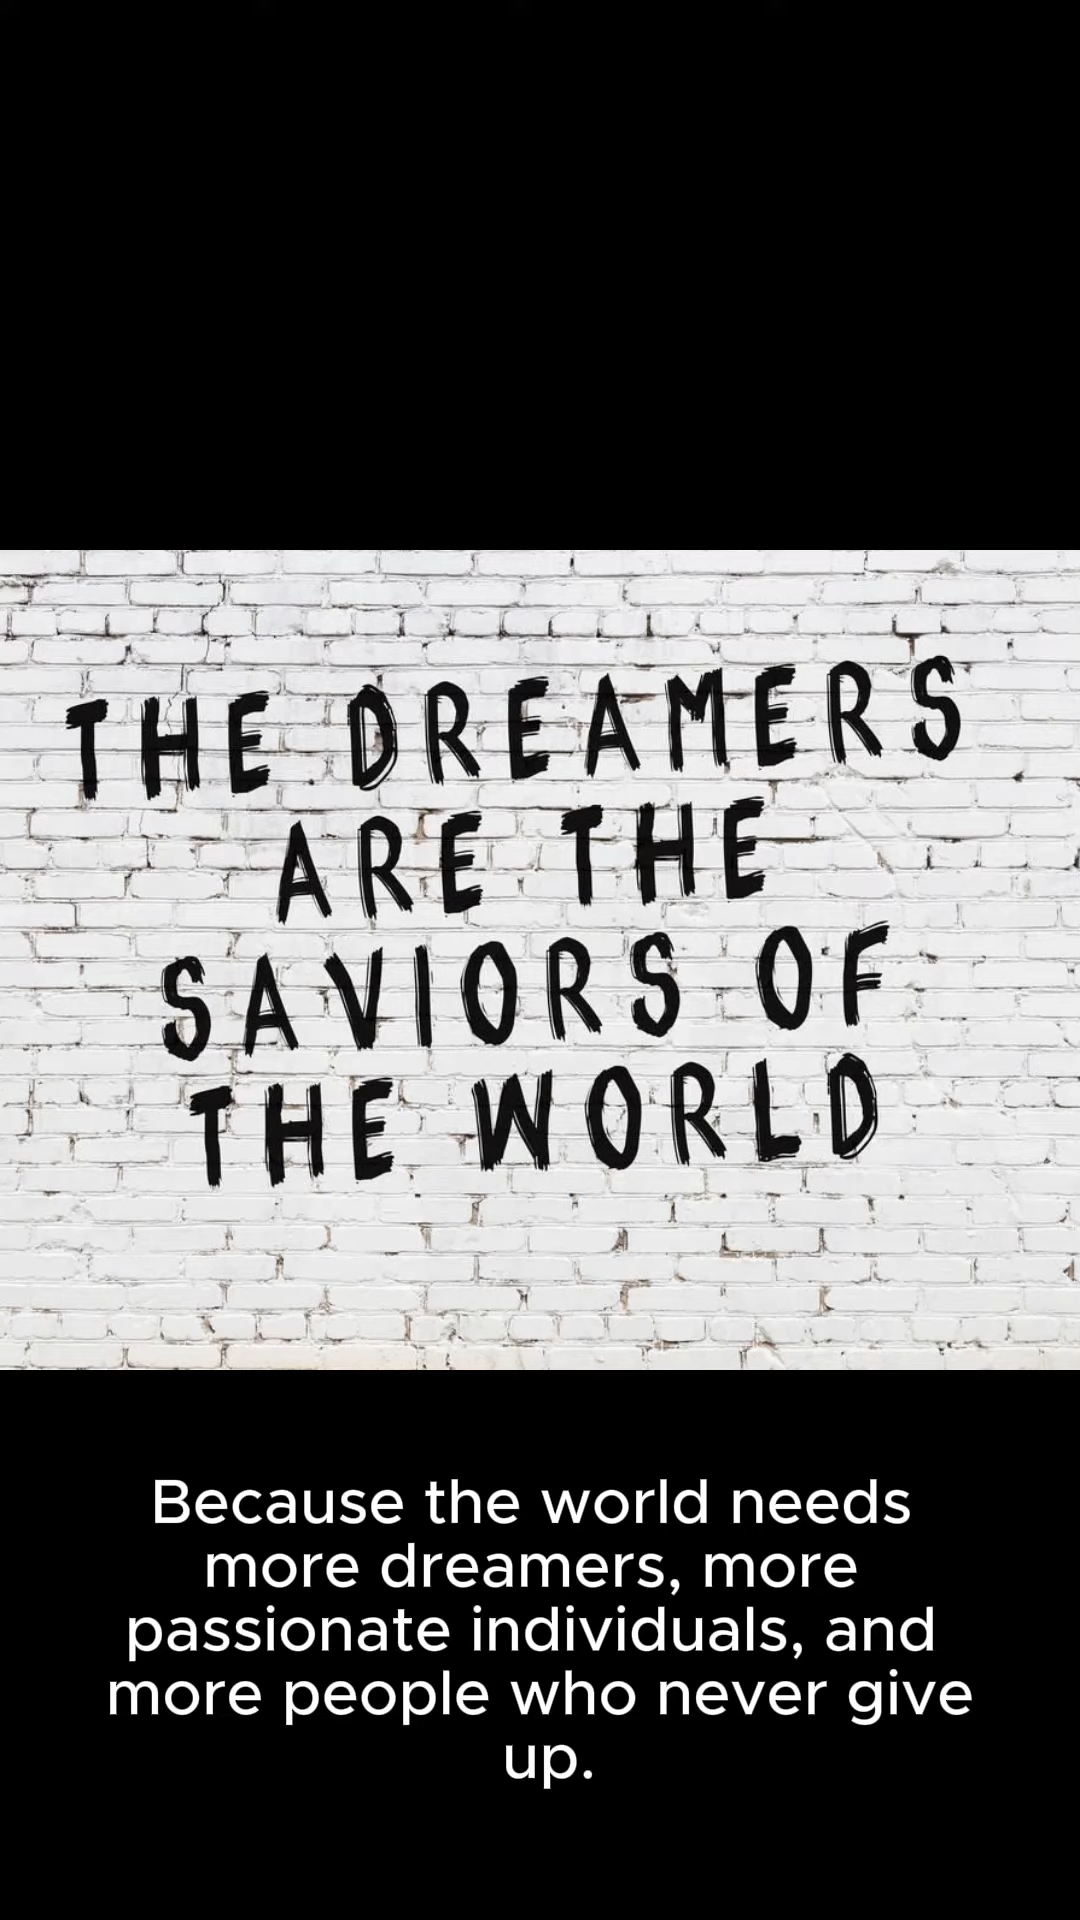 THE DREAMERS
ARE THE
SAVIORS OF
THE WORLD
Because the world needs
more dreamers, more
passionate individuals, and
more people who never give
up.